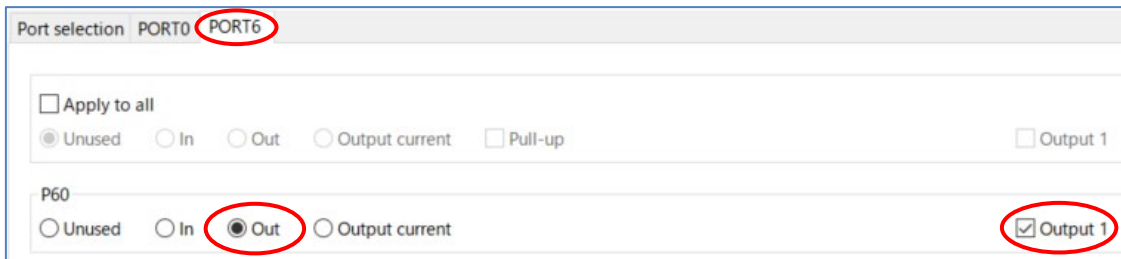 Port selection PORT0 PORT6
Apply to all
Unused In Out Output current Pull-up Output 1
P60
Unused In Out Output current Output 1